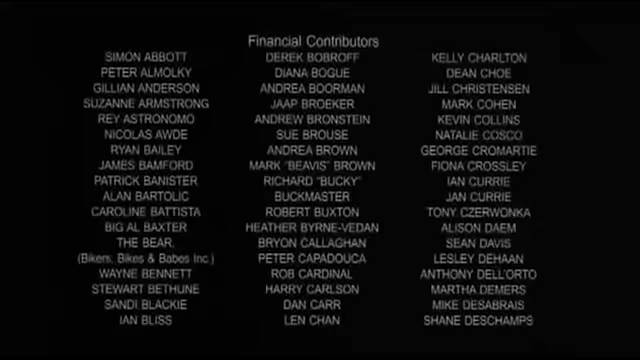 Financial Contributors
SIMON ABBOTT
PETER ALMOLKY
GILLIAN ANDERSON
SUZANNE ARMSTRONG
REY ASTRONOMO
NICOLAS AWDE
RYAN BAILEY
JAMES BAMFORD
PATRICK BANISTER
ALAN BARTOLIC
CAROLINE BATTISTA
BIG AL BAXTER
THE BEAR,
(Bikers, Bikes & Babes Inc.)
WAYNE BENNETT
STEWART BETHUNE
SANDI BLACKIE
IAN BLISS
DEREK BOBROFF
DIANA BOGUE
ANDREA BOORMAN
JAAP BROEKER
ANDREW BRONSTEIN
SUE BROUSE
ANDREA BROWN
MARK "BEAVIS" BROWN
RICHARD "BUCKY"
BUCKMASTER
ROBERT BUXTON
HEATHER BYRNE-VEDAN
BRYON CALLAGHAN
PETER CAPADOUCA
ROB CARDINAL
HARRY CARLSON
DAN CARR
LEN CHAN
KELLY CHARLTON
DEAN CHOE
JILL CHRISTENSEN
MARK COHEN
KEVIN COLLINS
NATALIE COSCO
GEORGE CROMARTIE
FIONA CROSSLEY
IAN CURRIE
JAN CURRIE
TONY CZERWONKA
ALISON DAEM
SEAN DAVIS
LESLEY DEHAAN
ANTHONY DELL'ORTO
MARTHA DEMERS
MIKE DESABRAIS
SHANE DESCHAMPS